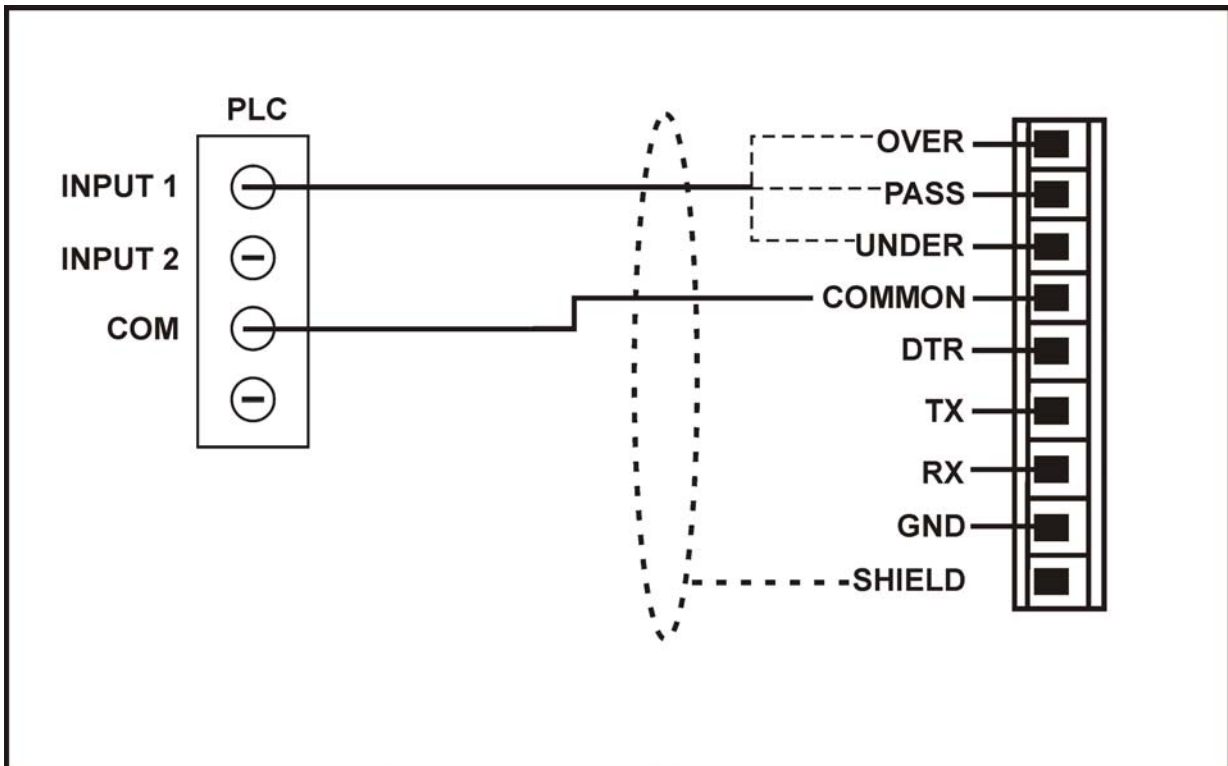 PLC
INPUT 1
INPUT 2
COM
OVER
PASS
UNDER
COMMON
DTR
TX
RX
GND
SHIELD